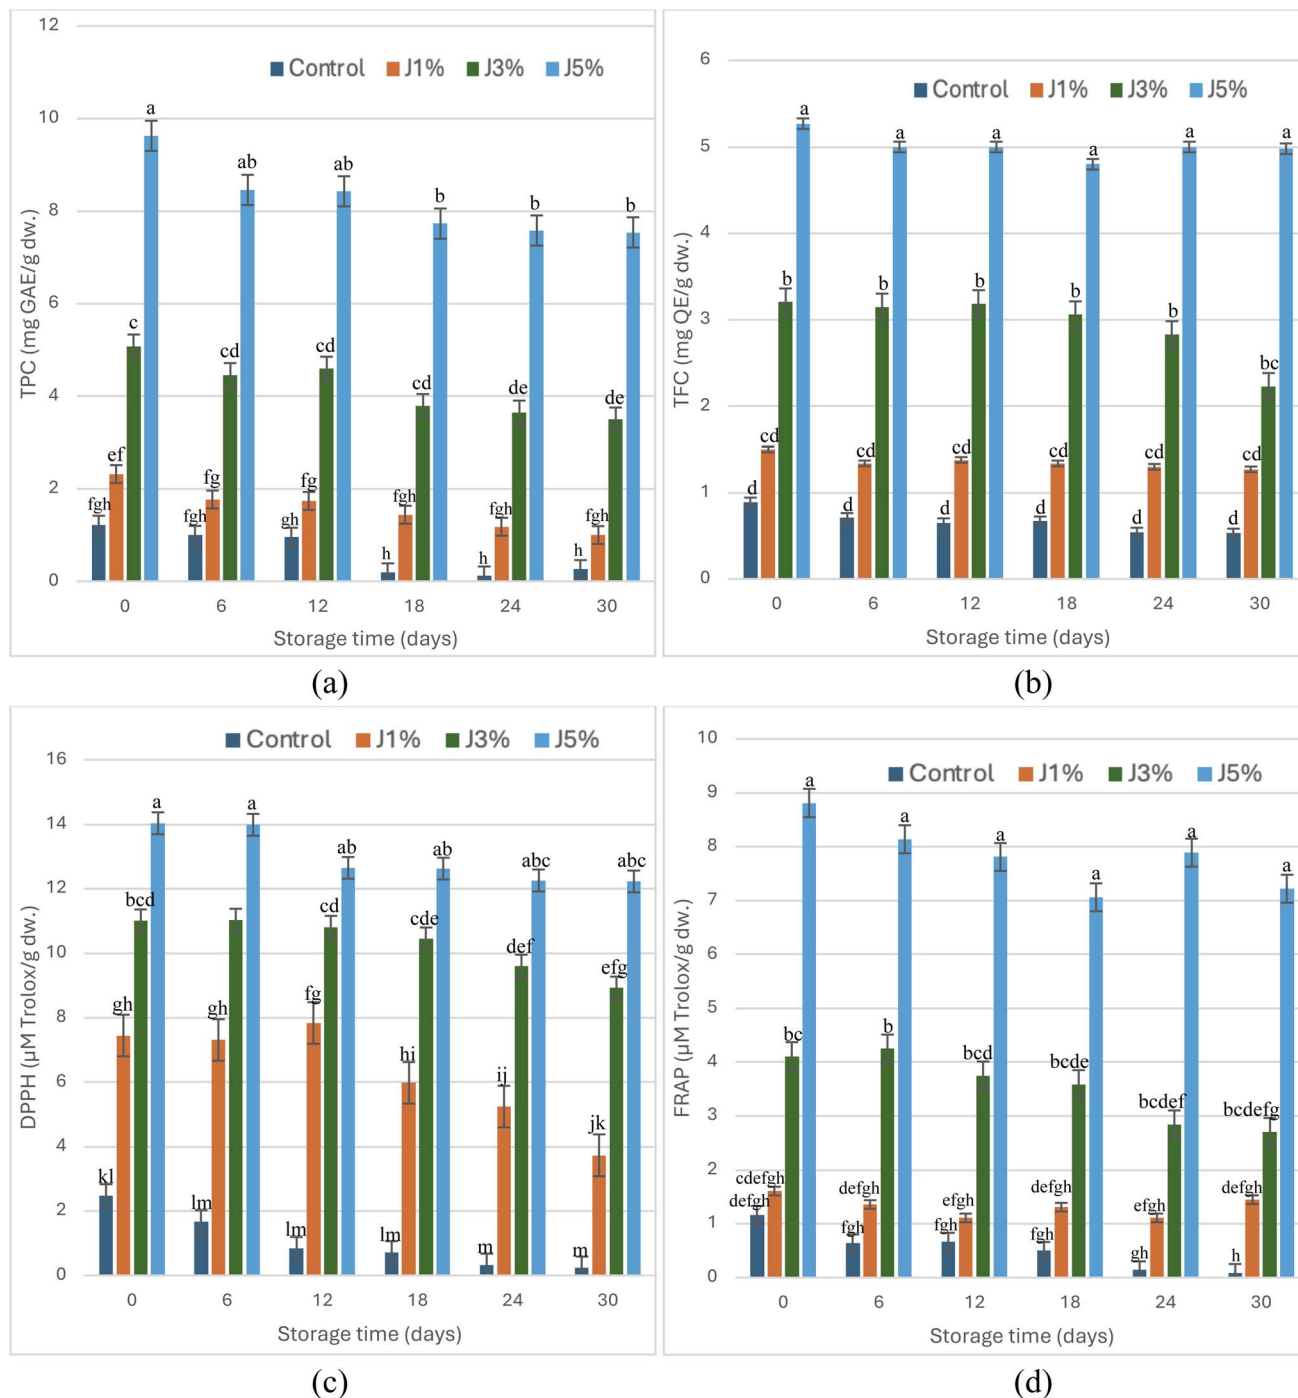 12
10
8
6
4
2
0
TPC (mg GAE/g dw.)
Control J1% J3% J5%
a
ab
ab
b
b
b
c
cd
cd
cd
de
de
ef
fg
fg
fgh
fgh
fgh
fgh
fgh
gh
h
h
h
0 6 12 18 24 30
Storage time (days)
(a)
6
5
4
3
2
1
0
TFC (mg QE/g dw.)
Control J1% J3% J5%
a
a
a
a
a
a
b
b
b
b
b
bc
cd
cd
cd
cd
cd
cd
d
d
d
d
d
d
0 6 12 18 24 30
Storage time (days)
(b)
16
14
12
10
8
6
4
2
0
DPPH (µM Trolox/g dw.)
Control J1% J3% J5%
a
a
ab
ab
abc
abc
bcd
cd
cde
def
efg
gh
gh
fg
hi
ij
jk
kl
lm
lm
lm
m
m
0 6 12 18 24 30
Storage time (days)
(c)
10
9
8
7
6
5
4
3
2
1
0
FRAP (µM Trolox/g dw.)
Control J1% J3% J5%
a
a
a
a
a
a
bc
b
bcd
bcde
bcdef
bcdefg
cdefgh
defgh
efgh
defgh
efgh
defgh
defgh
fgh
fgh
fgh
gh
h
0 6 12 18 24 30
Storage time (days)
(d)